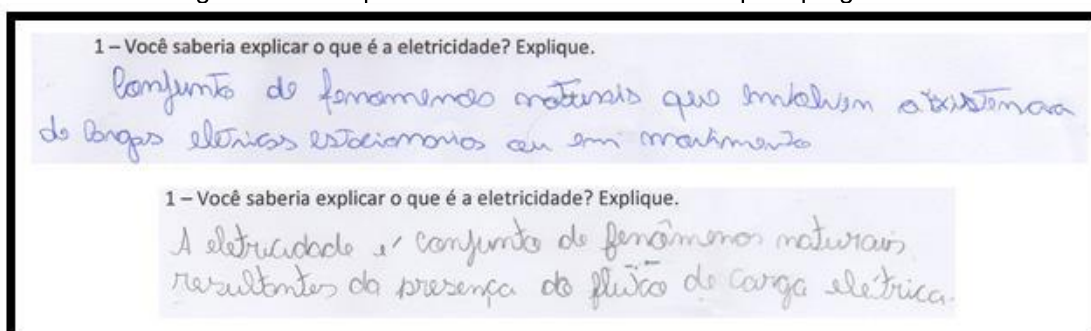 1 – Você saberia explicar o que é a eletricidade? Explique.
Conjunto de fenomenos naturais que envolvem a existencia
de cargas eletricas estacionarias ou em movimento
1 – Você saberia explicar o que é a eletricidade? Explique.
A eletricidade é conjunto de fenômenos naturais
resultantes da presença do fluxão de carga elétrica.